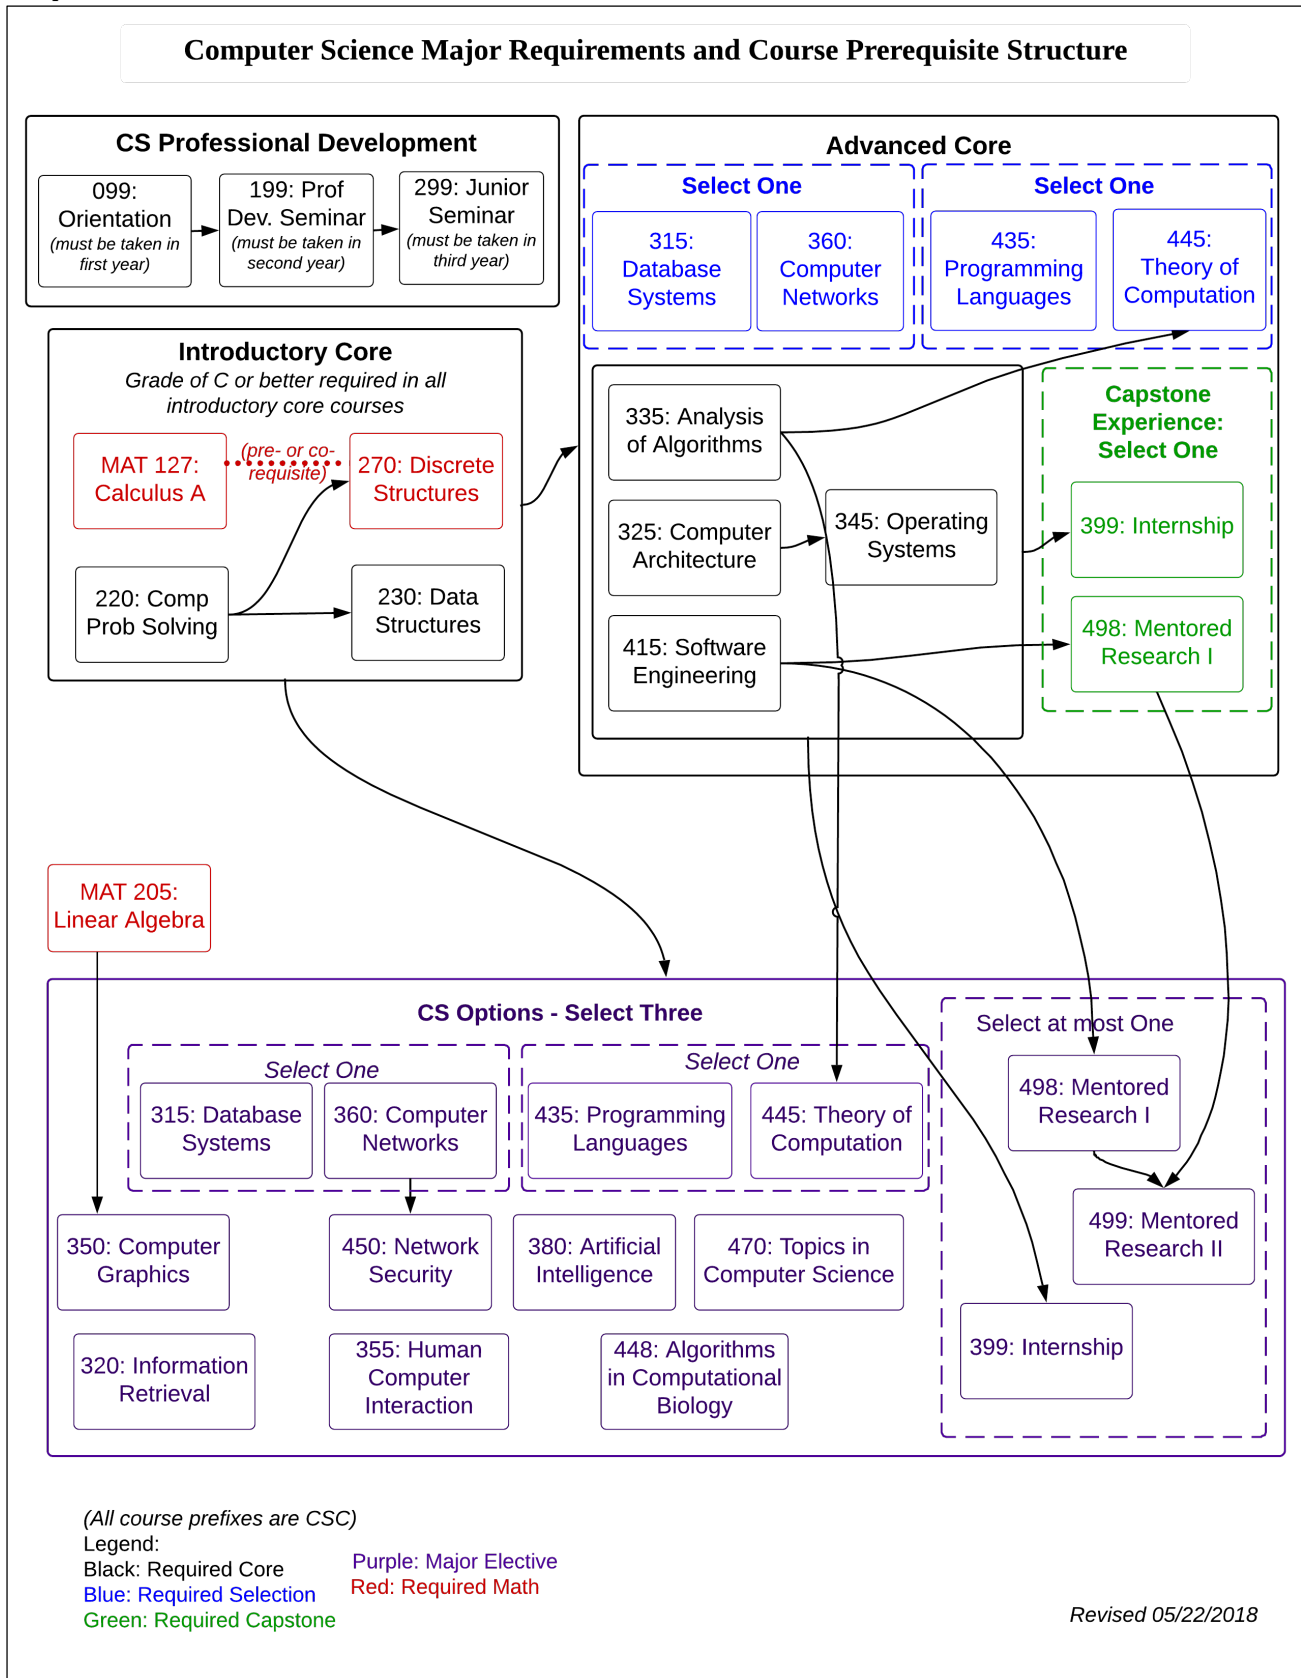 Computer Science Major Requirements and Course Prerequisite Structure
CS Professional Development
099:
Orientation
(must be taken in
first year)
199: Prof
Dev. Seminar
(must be taken in
second year)
299: Junior
Seminar
(must be taken in
third year)
Introductory Core
Grade of C or better required in all
introductory core courses
MAT 127:
Calculus A
(pre- or co-
requisite)
270: Discrete
Structures
220: Comp
Prob Solving
230: Data
Structures
Advanced Core
Select One
315:
Database
Systems
360:
Computer
Networks
Select One
435:
Programming
Languages
445:
Theory of
Computation
335: Analysis
of Algorithms
325: Computer
Architecture
345: Operating
Systems
415: Software
Engineering
Capstone
Experience:
Select One
399: Internship
498: Mentored
Research I
MAT 205:
Linear Algebra
CS Options - Select Three
Select One
315: Database
Systems
360: Computer
Networks
Select One
435: Programming
Languages
445: Theory of
Computation
Select at most One
498: Mentored
Research I
499: Mentored
Research II
399: Internship
350: Computer
Graphics
450: Network
Security
380: Artificial
Intelligence
470: Topics in
Computer Science
320: Information
Retrieval
355: Human
Computer
Interaction
448: Algorithms
in Computational
Biology
(All course prefixes are CSC)
Legend:
Black: Required Core
Blue: Required Selection
Green: Required Capstone
Purple: Major Elective
Red: Required Math
Revised 05/22/2018